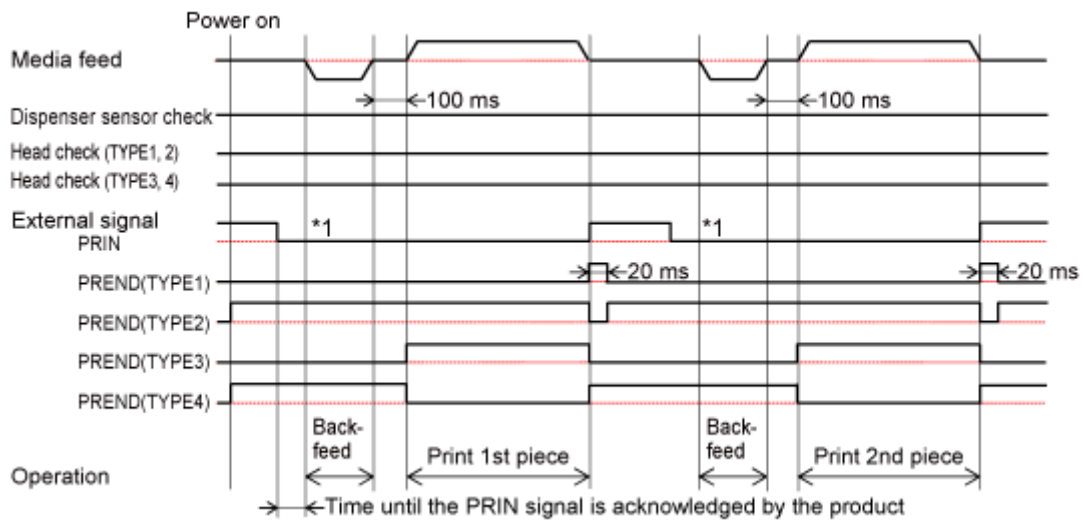 Power on
Media feed
100 ms 100 ms
Dispenser sensor check
Head check (TYPE1, 2)
Head check (TYPE3, 4)
External signal
PRIN *1 *1
PREND(TYPE1) 20 ms 20 ms
PREND(TYPE2)
PREND(TYPE3)
PREND(TYPE4)
Back-
feed
Print 1st piece
Back-
feed
Print 2nd piece
Operation
Time until the PRIN signal is acknowledged by the product